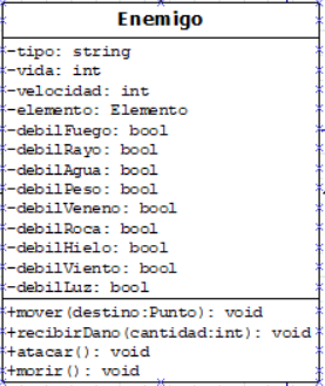 Enemigo
-tipo: string
-vida: int
-velocidad: int
-elemento: Elemento
-debilFuego: bool
-debilRayo: bool
-debilAgua: bool
-debilPeso: bool
-debilVeneno: bool
-debilRoca: bool
-debilHielo: bool
-debilViento: bool
-debilLuz: bool
+mover(destino:Punto): void
+recibirDano(cantidad:int): void
+atacar(): void
+morir(): void